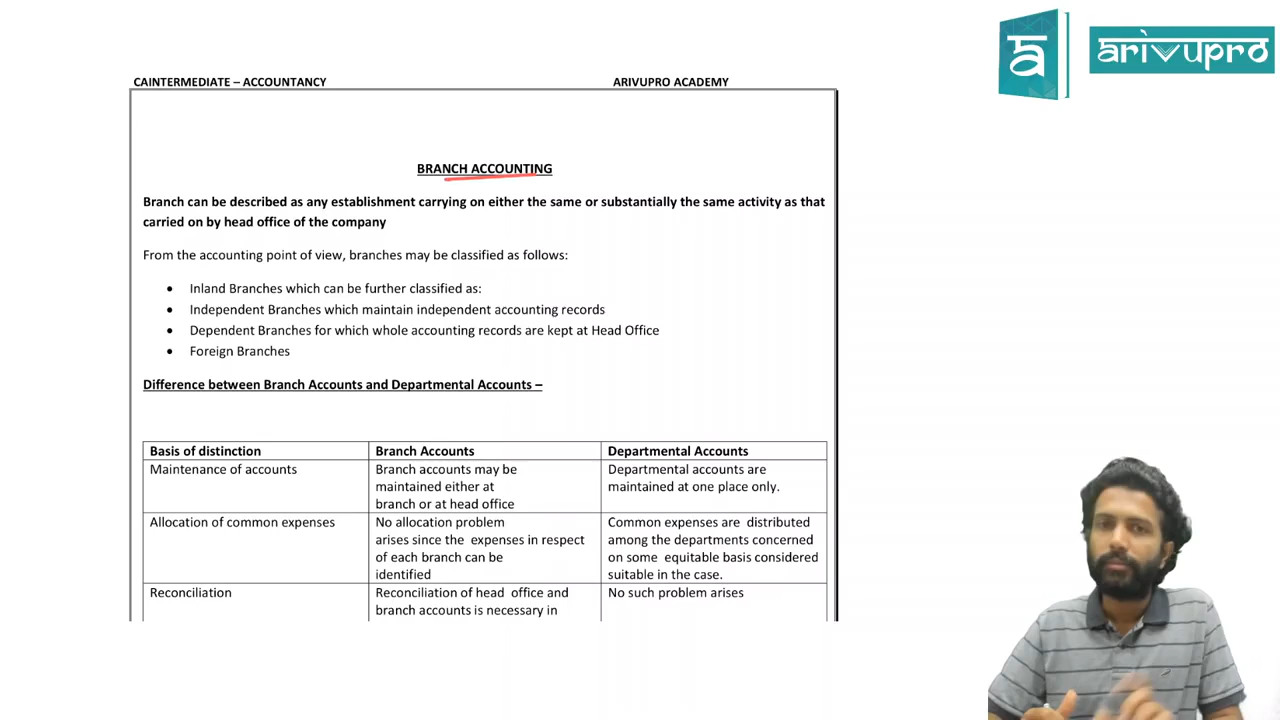 arivupro
CAINTERMEDIATE – ACCOUNTANCY ARIVUPRO ACADEMY
BRANCH ACCOUNTING
Branch can be described as any establishment carrying on either the same or substantially the same activity as that
carried on by head office of the company
From the accounting point of view, branches may be classified as follows:
• Inland Branches which can be further classified as:
• Independent Branches which maintain independent accounting records
• Dependent Branches for which whole accounting records are kept at Head Office
• Foreign Branches
Difference between Branch Accounts and Departmental Accounts –
Basis of distinction Branch Accounts Departmental Accounts
Maintenance of accounts Branch accounts may be Departmental accounts are
maintained either at maintained at one place only.
branch or at head office
Allocation of common expenses No allocation problem Common expenses are distributed
arises since the expenses in respect among the departments concerned
of each branch can be on some equitable basis considered
identified suitable in the case.
Reconciliation Reconciliation of head office and No such problem arises
branch accounts is necessary in